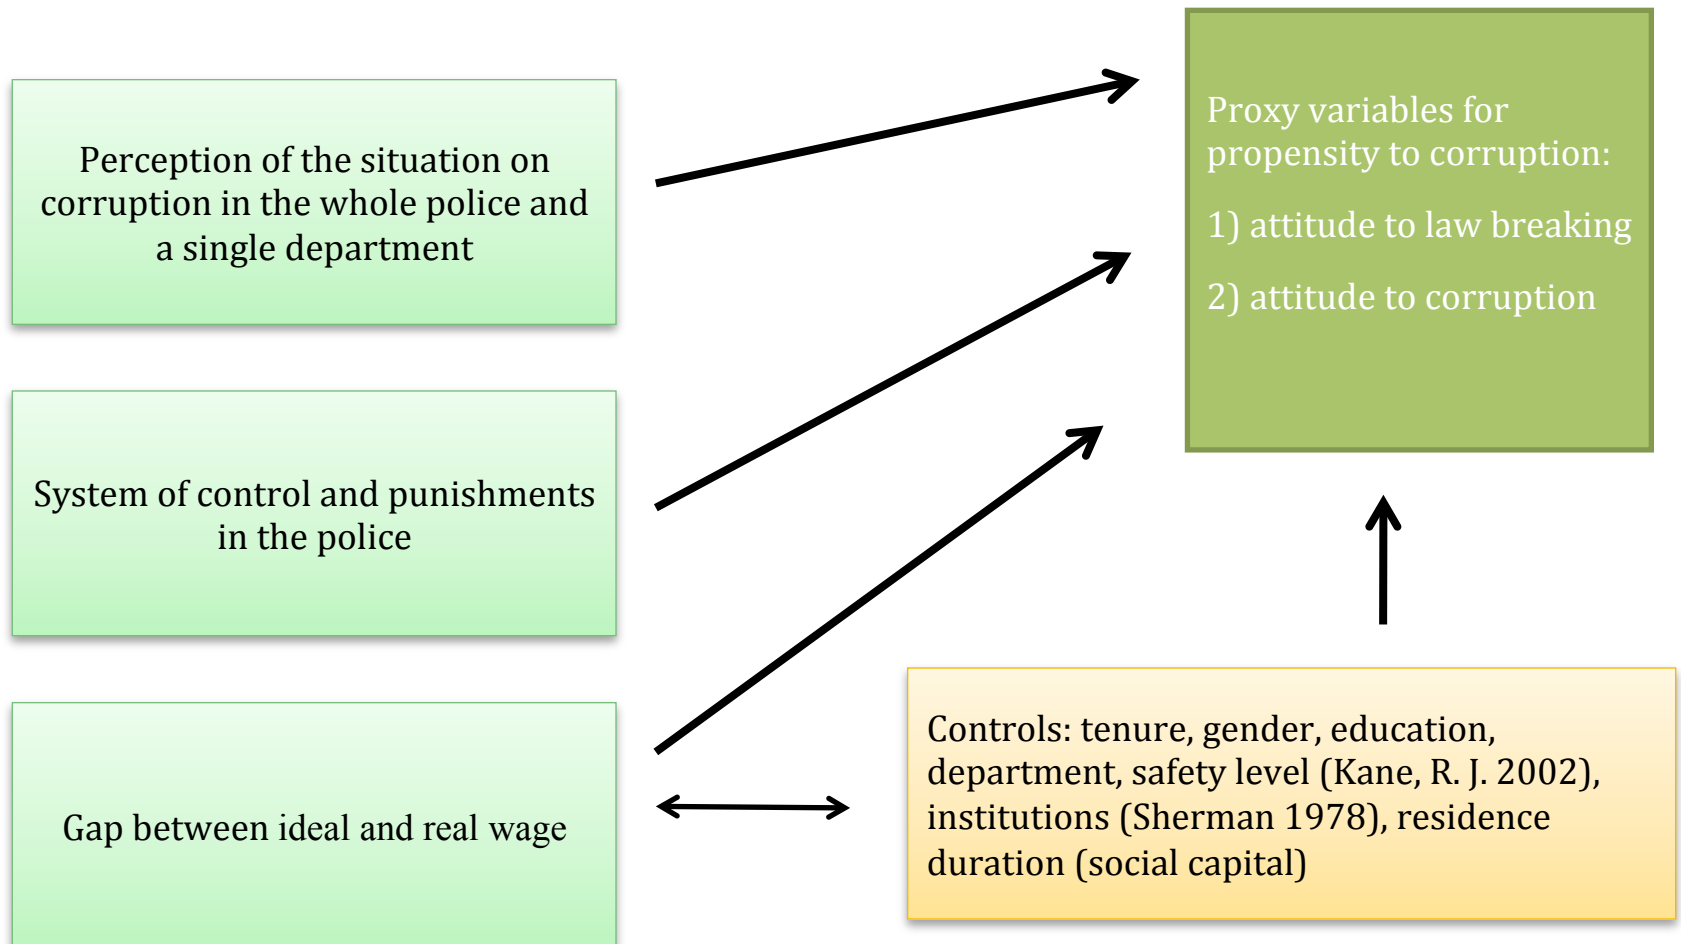 Perception of the situation on
corruption in the whole police and
a single department
System of control and punishments
in the police
Gap between ideal and real wage
Proxy variables for
propensity to corruption:
1) attitude to law breaking
2) attitude to corruption
Controls: tenure, gender, education,
department, safety level (Kane, R. J. 2002),
institutions (Sherman 1978), residence
duration (social capital)